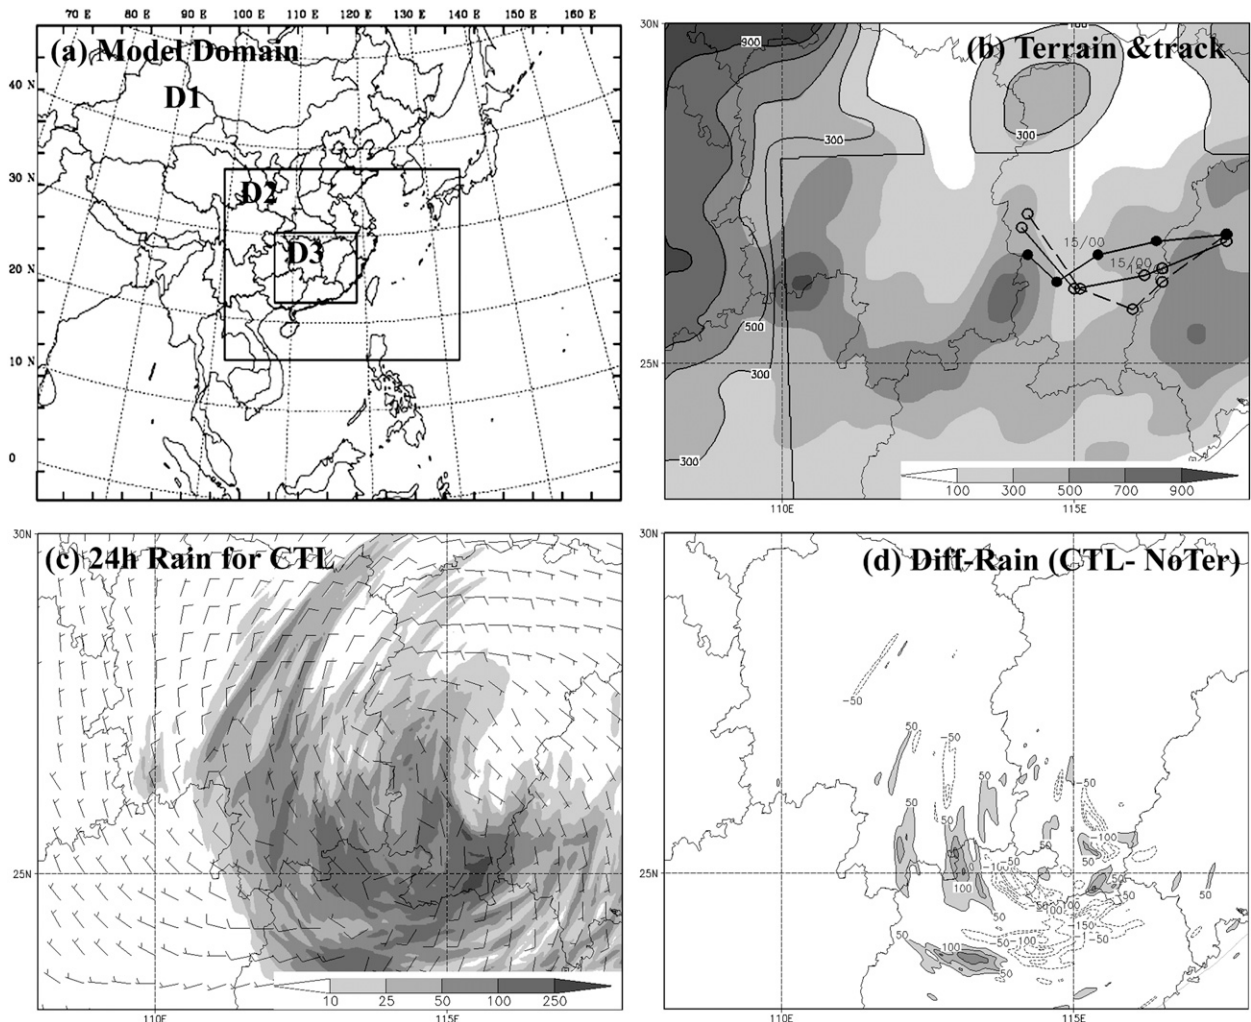 70 E 80 E 90 E 100 E 110 E 120 E 130 E 140 E 150 E 160 E
(a) Model Domain
D1
D2
D3
40 N
30 N
20 N
10 N
0
30N
(b) Terrain &track
900
300
300
15/00
15/00
500
300
300
25N
100 300 500 700 900
110E 115E
30N
(c) 24h Rain for CTL
25N
10 25 50 100 250
110E 115E
30N
(d) Diff-Rain (CTL- NoTer)
-50
50
-50
50
-50
50
50
-100
50
50
-50
25N
100
50
50
-100
-150
-50
50
100
-50
-100
50
110E 115E